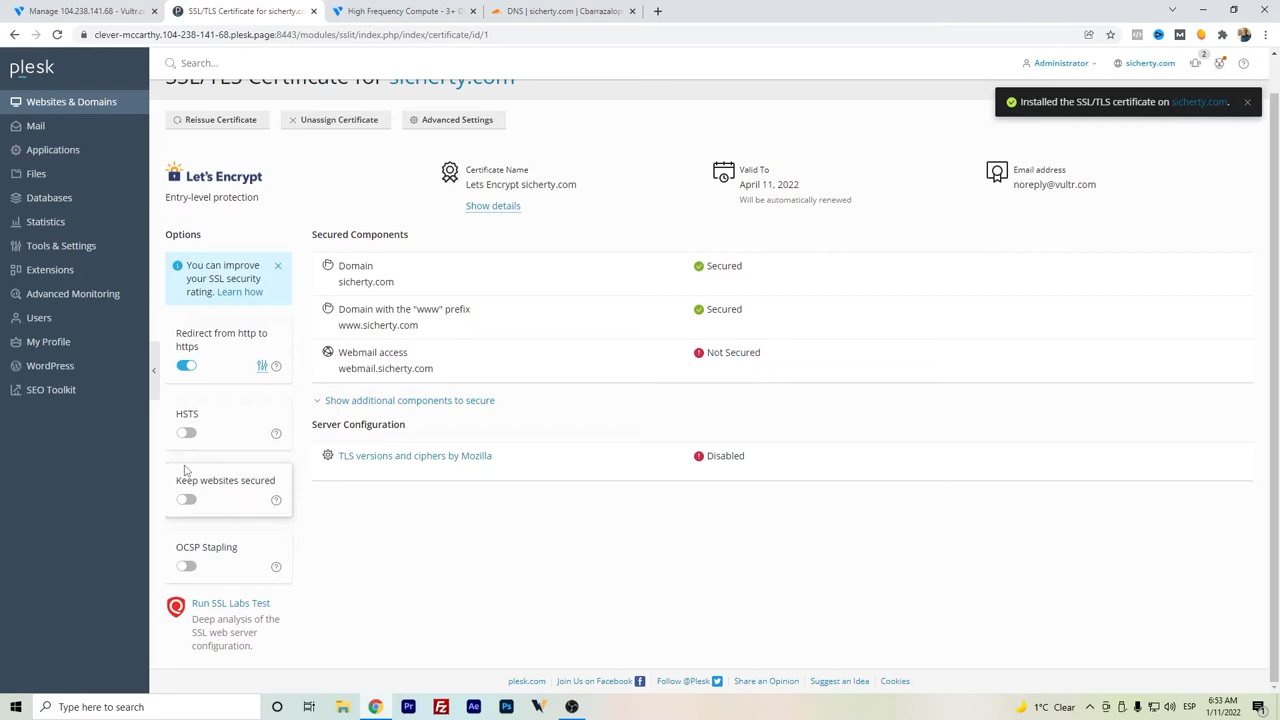 Manage 104.238.141.68 - Vultr.c
SSL/TLS Certificate for sicherty.c
High Frequency Compute - 3+ G
DNS | sicherty.com | Cbarrazalop
clever-mccarthy.104-238-141-68.plesk.page:8443/modules/sslit/index.php/index/certificate/id/1
plesk
Search...
Administrator
sicherty.com
2
Websites & Domains
Mail
Applications
Files
Databases
Statistics
Tools & Settings
Extensions
Advanced Monitoring
Users
My Profile
WordPress
SEO Toolkit
SSL/TLS Certificate for sicherty.com
Installed the SSL/TLS certificate on sicherty.com.
Reissue Certificate
Unassign Certificate
Advanced Settings
Let's Encrypt
Entry-level protection
Certificate Name
Lets Encrypt sicherty.com
Show details
Valid To
April 11, 2022
Will be automatically renewed
Email address
noreply@vultr.com
Options
You can improve
your SSL security
rating. Learn how
Redirect from http to
https
HSTS
Keep websites secured
OCSP Stapling
Run SSL Labs Test
Deep analysis of the
SSL web server
configuration.
Secured Components
Domain
sicherty.com
Secured
Domain with the "www" prefix
www.sicherty.com
Secured
Webmail access
webmail.sicherty.com
Not Secured
Show additional components to secure
Server Configuration
TLS versions and ciphers by Mozilla
Disabled
plesk.com
Join Us on Facebook
Follow @Plesk
Share an Opinion
Suggest an Idea
Cookies
Type here to search
Pr
Fz
Ae
Ps
1°C Clear
ESP
6:53 AM
1/11/2022
1